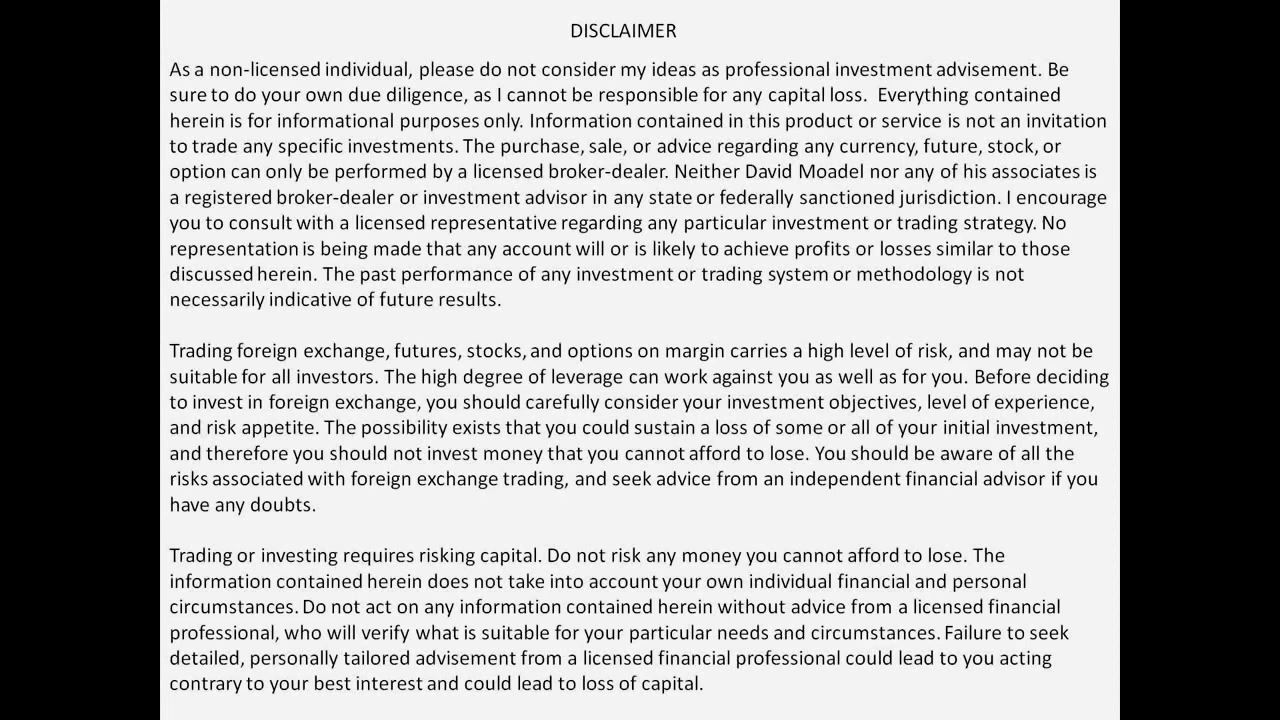 DISCLAIMER
As a non-licensed individual, please do not consider my ideas as professional investment advisement. Be
sure to do your own due diligence, as I cannot be responsible for any capital loss.  Everything contained
herein is for informational purposes only. Information contained in this product or service is not an invitation
to trade any specific investments. The purchase, sale, or advice regarding any currency, future, stock, or
option can only be performed by a licensed broker-dealer. Neither David Moadel nor any of his associates is
a registered broker-dealer or investment advisor in any state or federally sanctioned jurisdiction. I encourage
you to consult with a licensed representative regarding any particular investment or trading strategy. No
representation is being made that any account will or is likely to achieve profits or losses similar to those
discussed herein. The past performance of any investment or trading system or methodology is not
necessarily indicative of future results.
Trading foreign exchange, futures, stocks, and options on margin carries a high level of risk, and may not be
suitable for all investors. The high degree of leverage can work against you as well as for you. Before deciding
to invest in foreign exchange, you should carefully consider your investment objectives, level of experience,
and risk appetite. The possibility exists that you could sustain a loss of some or all of your initial investment,
and therefore you should not invest money that you cannot afford to lose. You should be aware of all the
risks associated with foreign exchange trading, and seek advice from an independent financial advisor if you
have any doubts.
Trading or investing requires risking capital. Do not risk any money you cannot afford to lose. The
information contained herein does not take into account your own individual financial and personal
circumstances. Do not act on any information contained herein without advice from a licensed financial
professional, who will verify what is suitable for your particular needs and circumstances. Failure to seek
detailed, personally tailored advisement from a licensed financial professional could lead to you acting
contrary to your best interest and could lead to loss of capital.